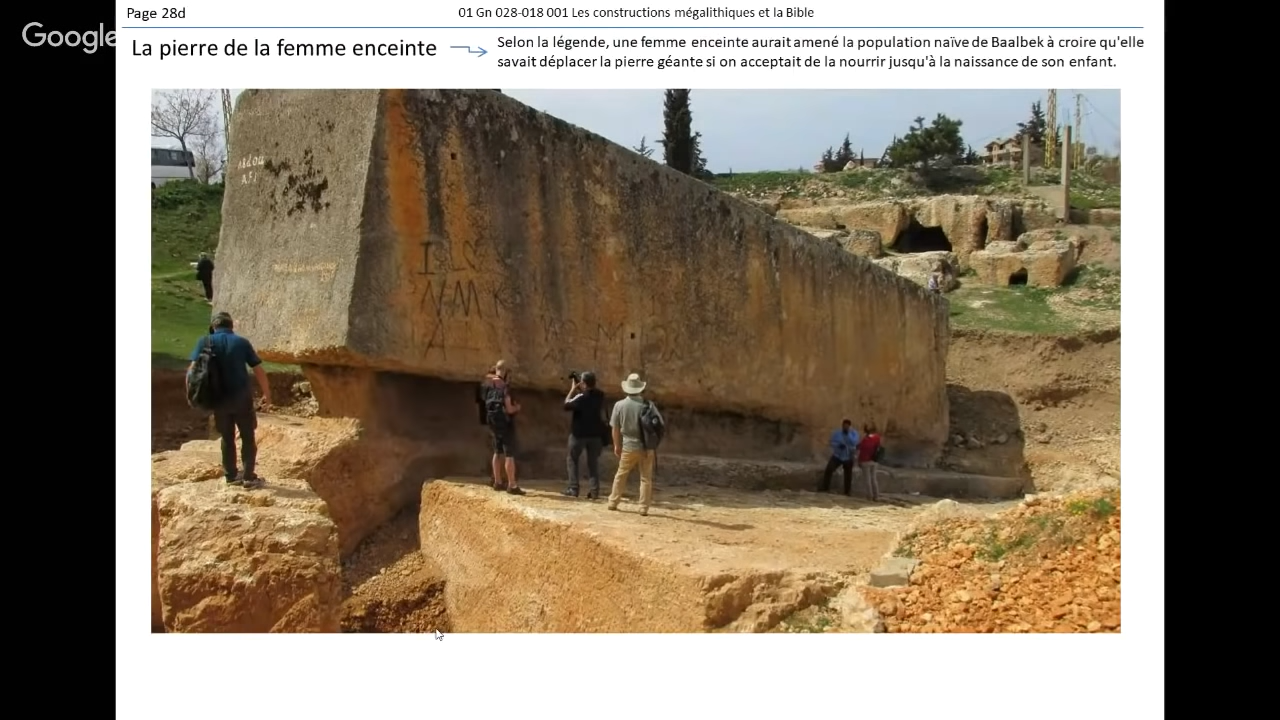 Page 28d
01 Gn 028-018 001 Les constructions mégalithiques et la Bible
Google
La pierre de la femme enceinte
Selon la légende, une femme enceinte aurait amené la population naïve de Baalbek à croire qu'elle
savait déplacer la pierre géante si on acceptait de la nourrir jusqu'à la naissance de son enfant.